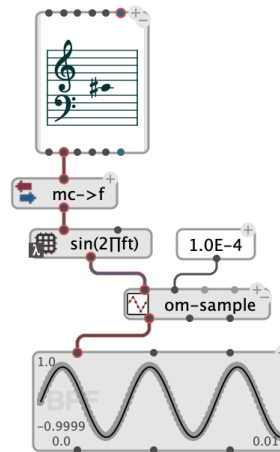 mc->f
λ
sin(2∏ft)
1.0E-4
om-sample
1.0
BPF
-0.9999
0.0
0.01